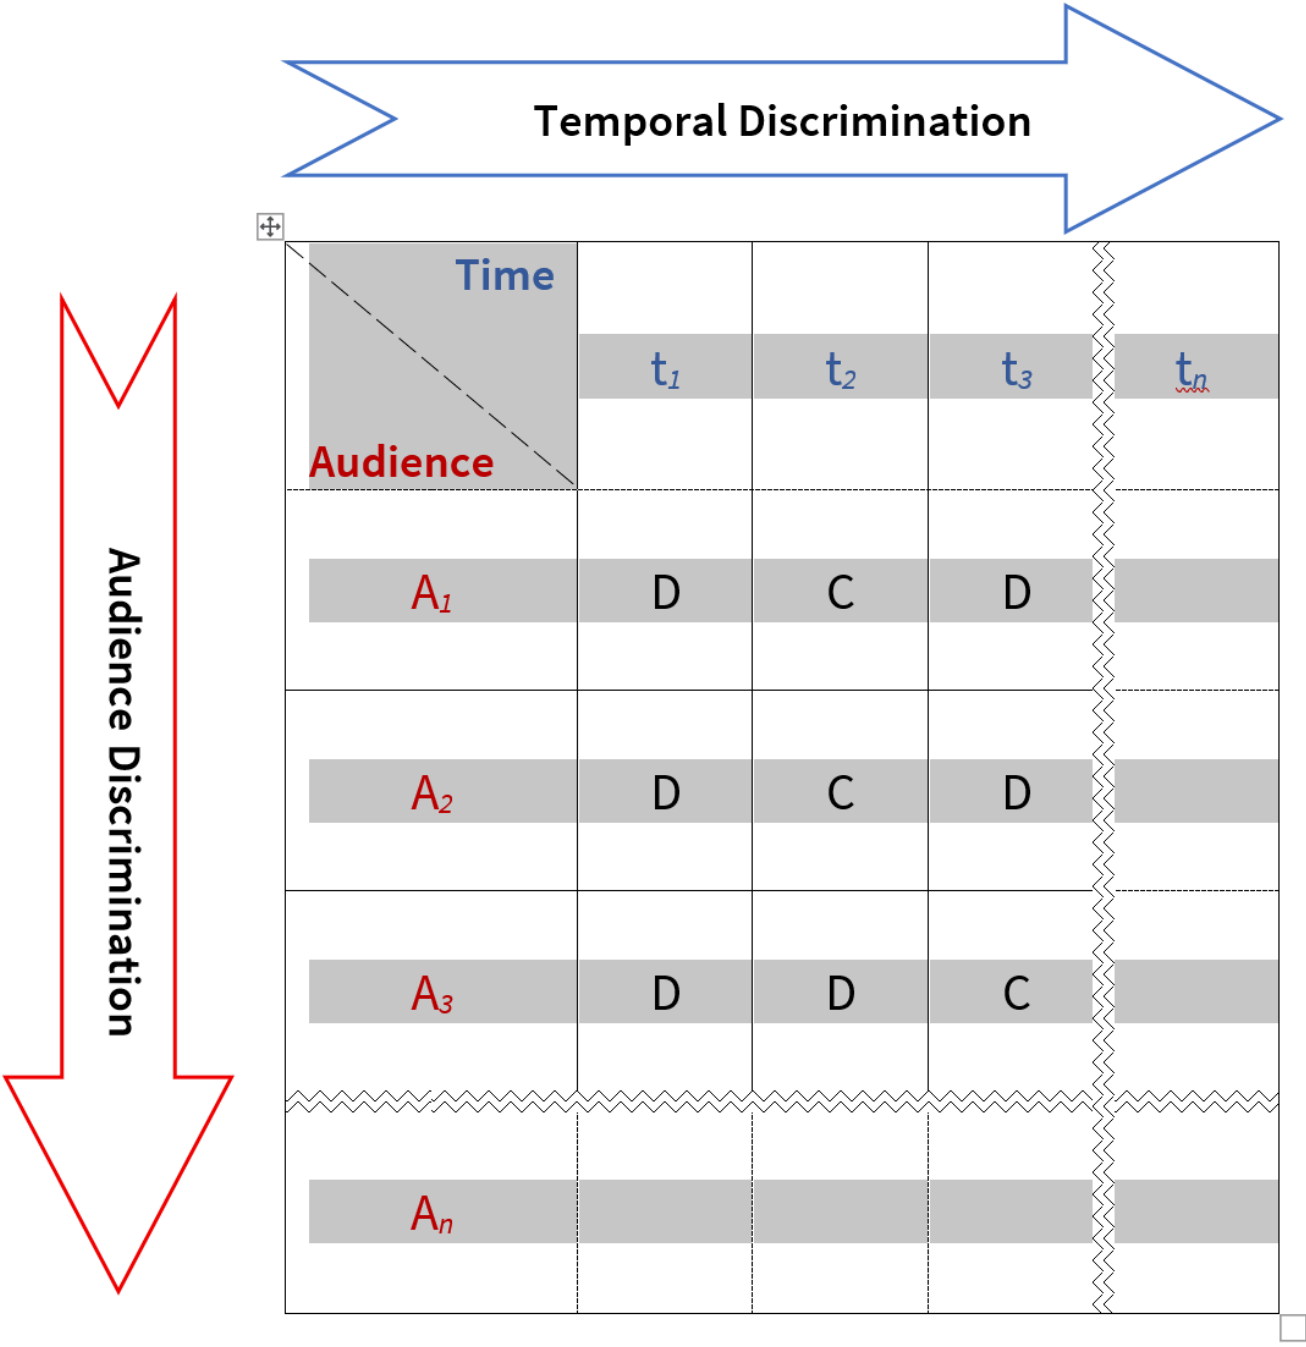 Temporal Discrimination
Time
t1 t2 t3 tn
Audience
Audience Discrimination
A1 D C D
A2 D C D
A3 D D C
An